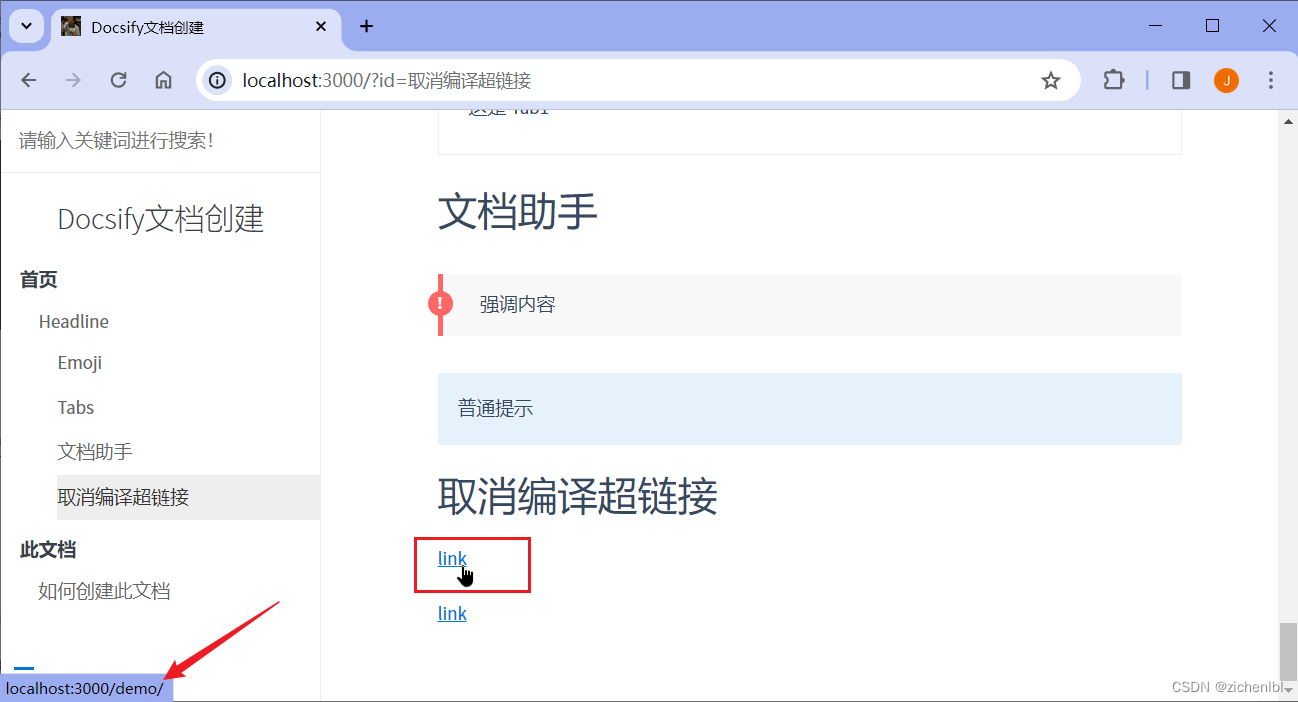 Docsify文档创建
localhost:3000/?id=取消编译超链接
J
请输入关键词进行搜索！
Docsify文档创建
首页
Headline
Emoji
Tabs
文档助手
取消编译超链接
此文档
如何创建此文档
这是 Tab1
文档助手
!
强调内容
普通提示
取消编译超链接
link
link
localhost:3000/demo/
CSDN @zichenlbl